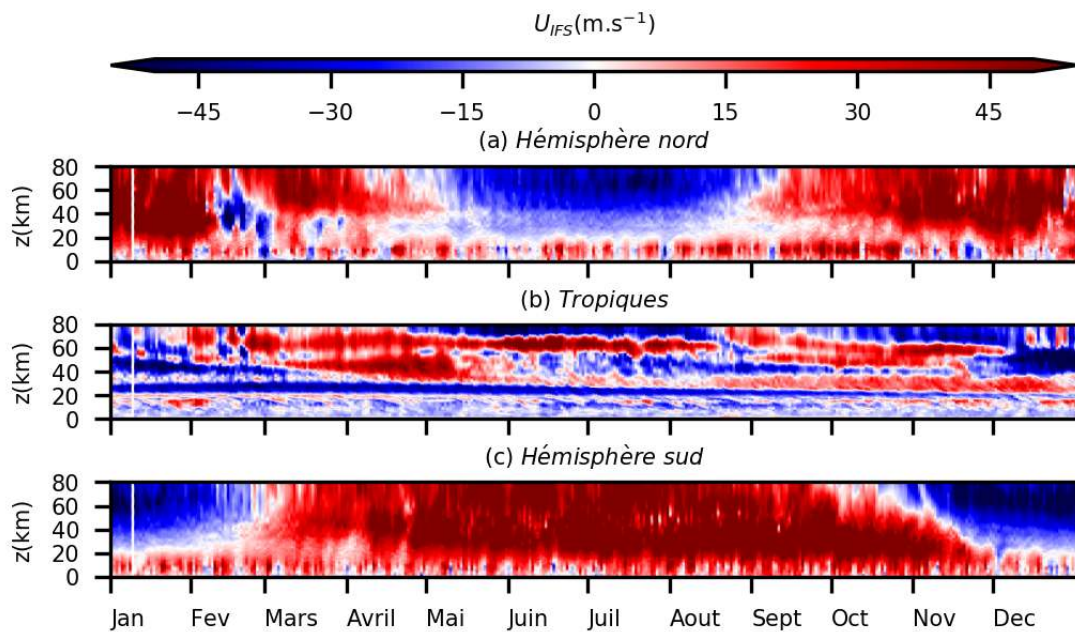 U_IFS(m.s⁻¹)
−45 −30 −15 0 15 30 45
(a) Hémisphère nord
80
60
40
20
0
z(km)
(b) Tropiques
80
60
40
20
0
z(km)
(c) Hémisphère sud
80
60
40
20
0
z(km)
Jan Fev Mars Avril Mai Juin Juil Aout Sept Oct Nov Dec